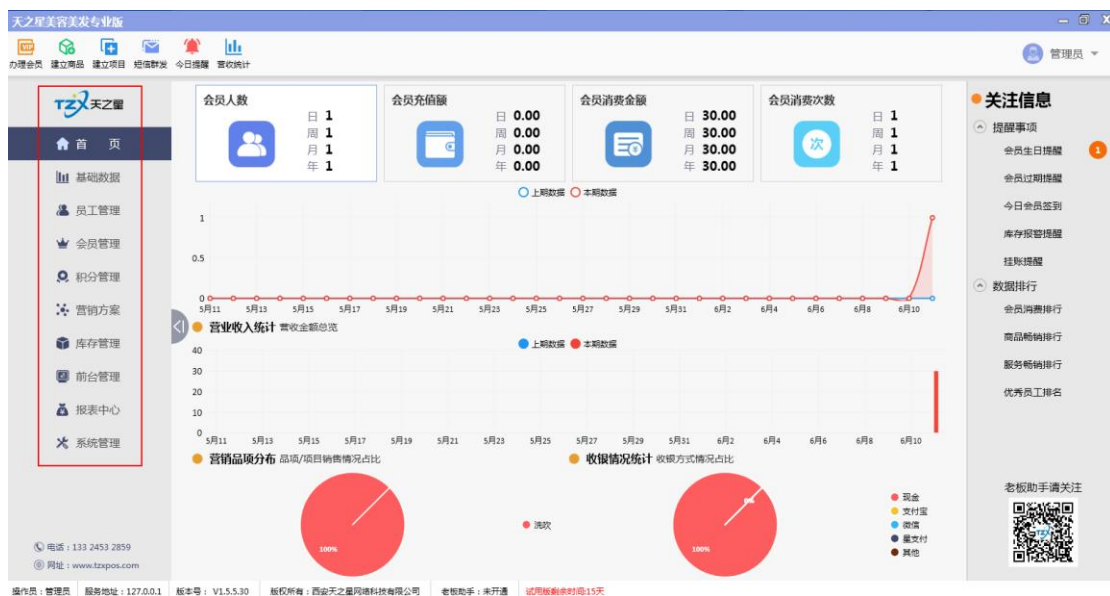 天之星美容美发专业版
办理会员 建立商品 建立项目 短信群发 今日提醒 营收统计
管理员
TZX天之星
首 页
基础数据
员工管理
会员管理
积分管理
营销方案
库存管理
前台管理
报表中心
系统管理
电话：133 2453 2859
网址：www.tzxpos.com
会员人数
日 1
周 1
月 1
年 1
会员充值额
日 0.00
周 0.00
月 0.00
年 0.00
会员消费金额
日 30.00
周 30.00
月 30.00
年 30.00
会员消费次数
次
日 1
周 1
月 1
年 1
上期数据 本期数据
1
0.5
0
5月11 5月13 5月15 5月17 5月19 5月21 5月23 5月25 5月27 5月29 5月31 6月2 6月4 6月6 6月8 6月10
营业收入统计 营收金额总览
上期数据 本期数据
40
30
20
10
0
5月11 5月13 5月15 5月17 5月19 5月21 5月23 5月25 5月27 5月29 5月31 6月2 6月4 6月6 6月8 6月10
营销品项分布 品项/项目销售情况占比
100%
洗吹
收银情况统计 收银方式情况占比
0%
100%
现金
支付宝
微信
星支付
其他
关注信息
提醒事项
会员生日提醒 1
会员过期提醒
今日会员签到
库存报警提醒
挂账提醒
数据排行
会员消费排行
商品畅销排行
服务畅销排行
优秀员工排名
老板助手请关注
TZX
操作员：管理员 服务地址：127.0.0.1 版本号： V1.5.5.30 版权所有：西安天之星网络科技有限公司 老板助手：未开通 试用版剩余时间:15天